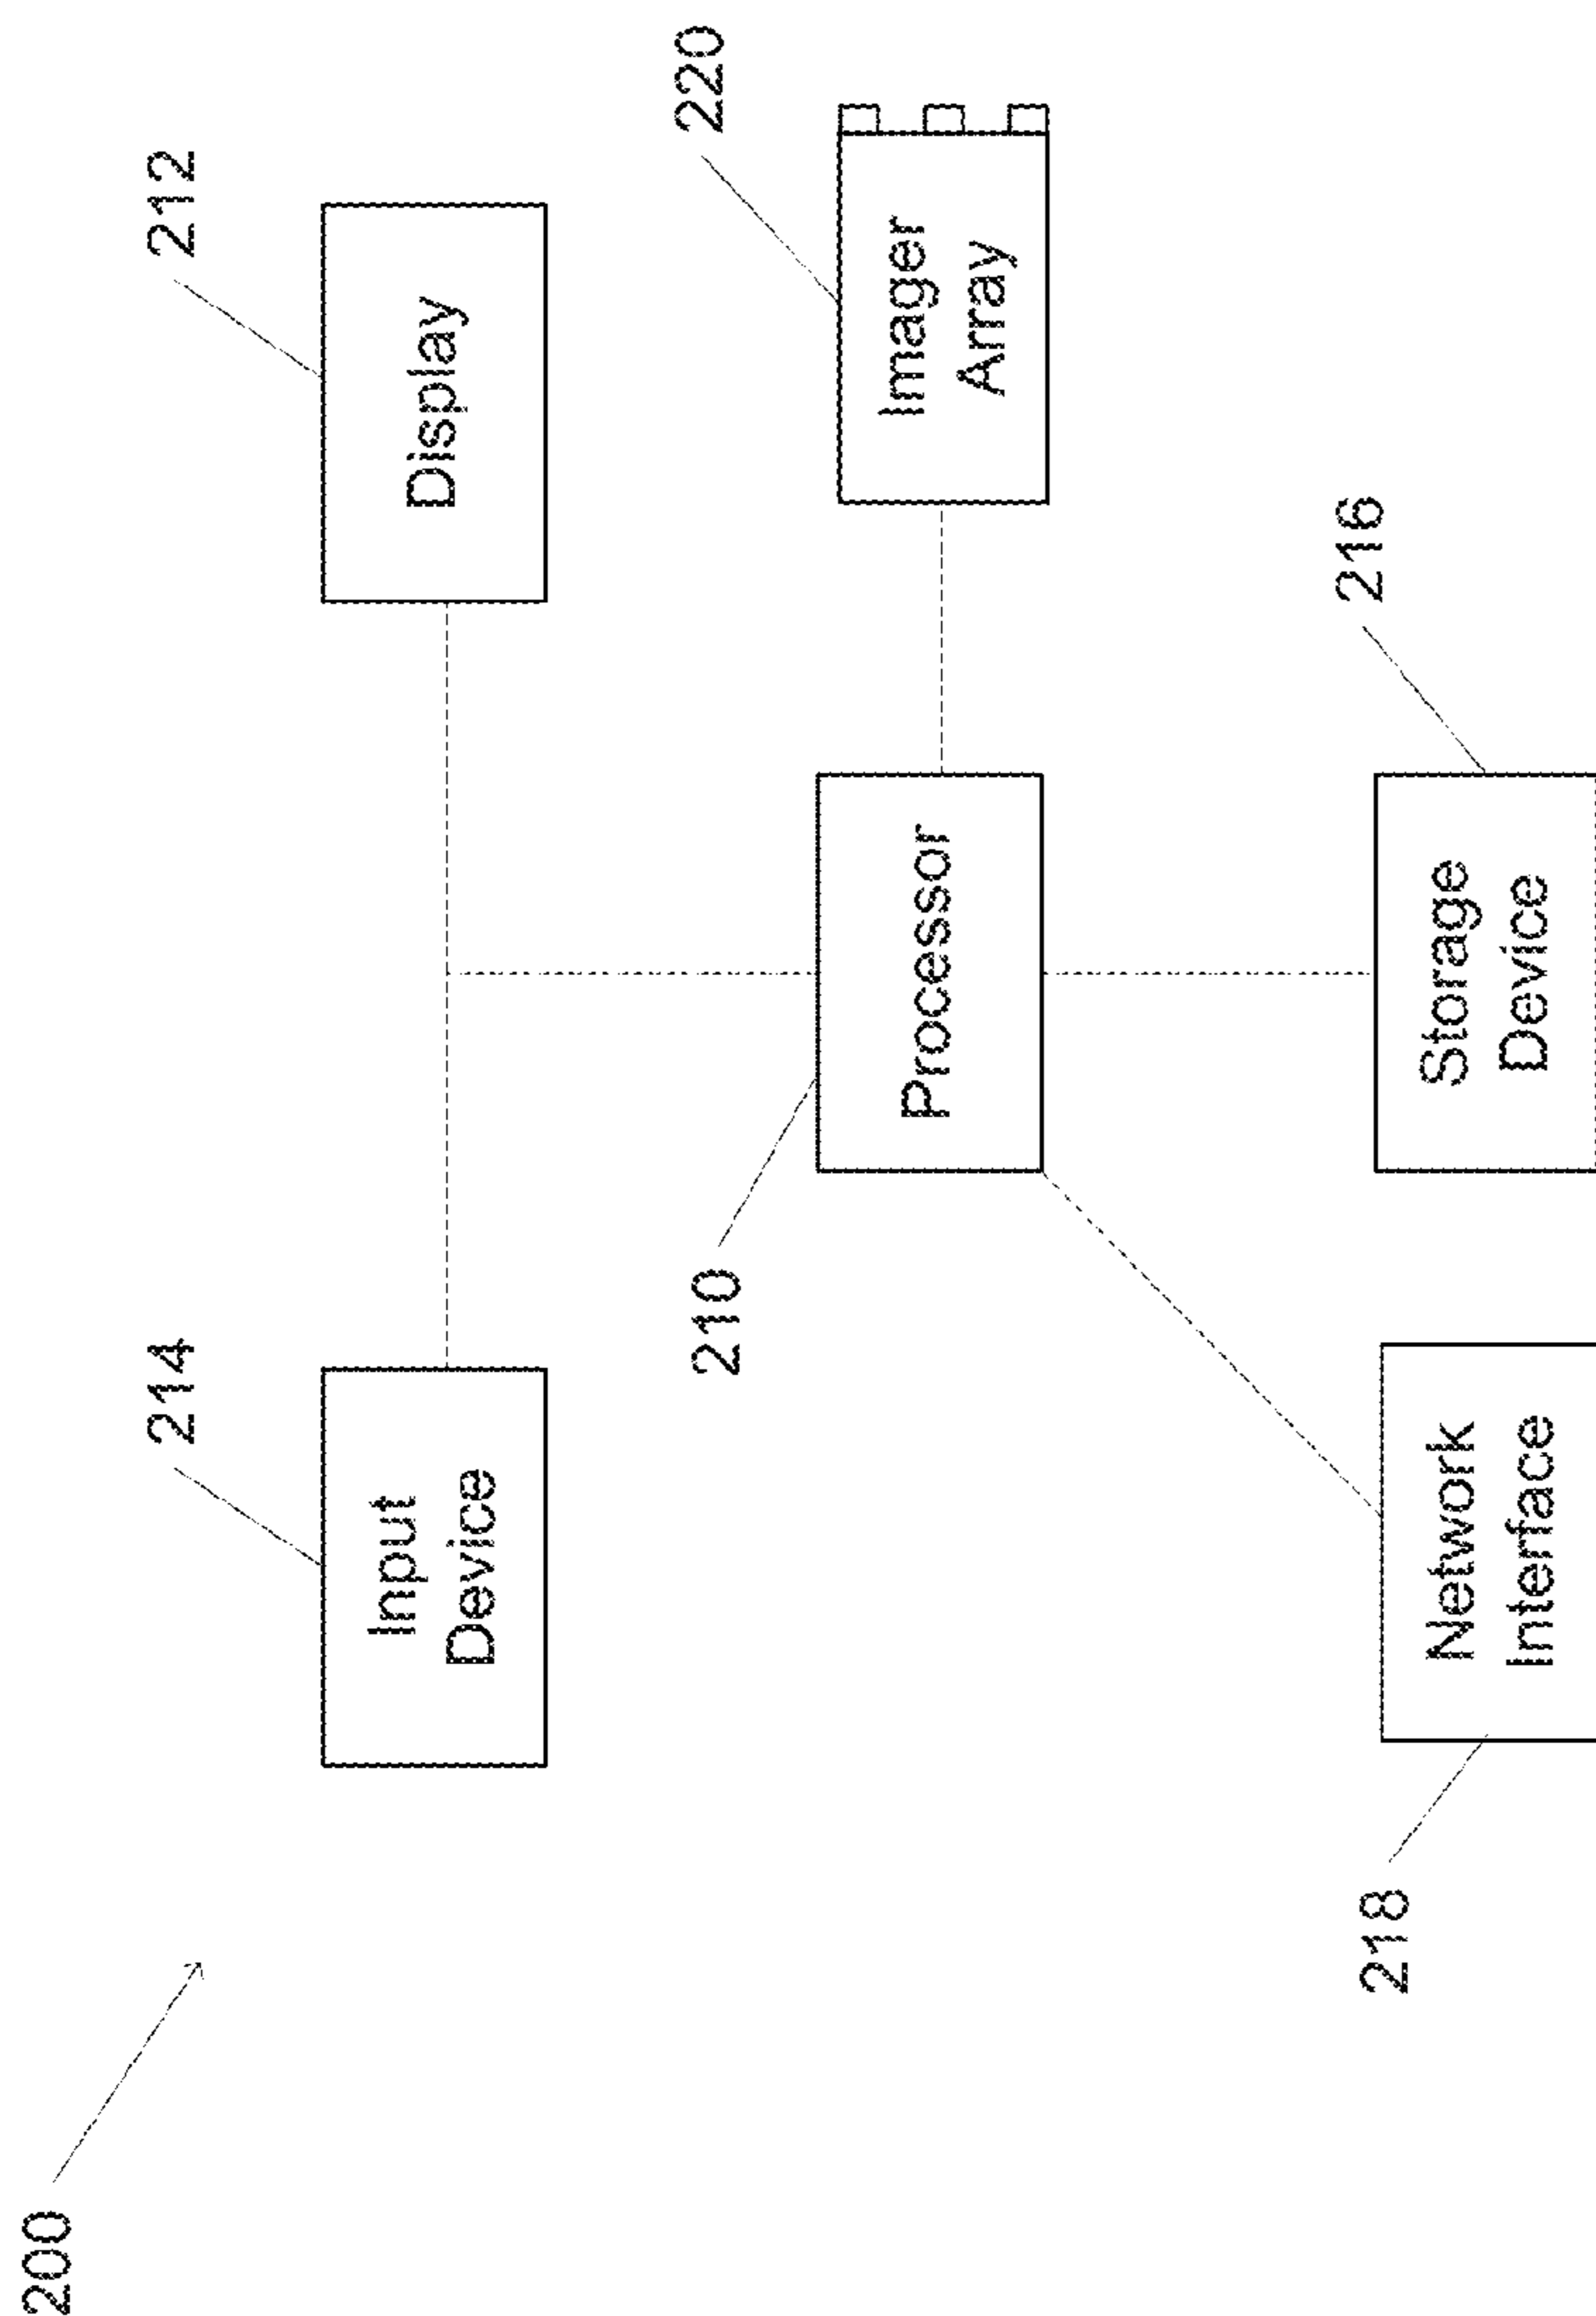 200
214
212
Input
Device
Display
210
220
Processor
Imager
Array
218
216
Network
Interface
Storage
Device